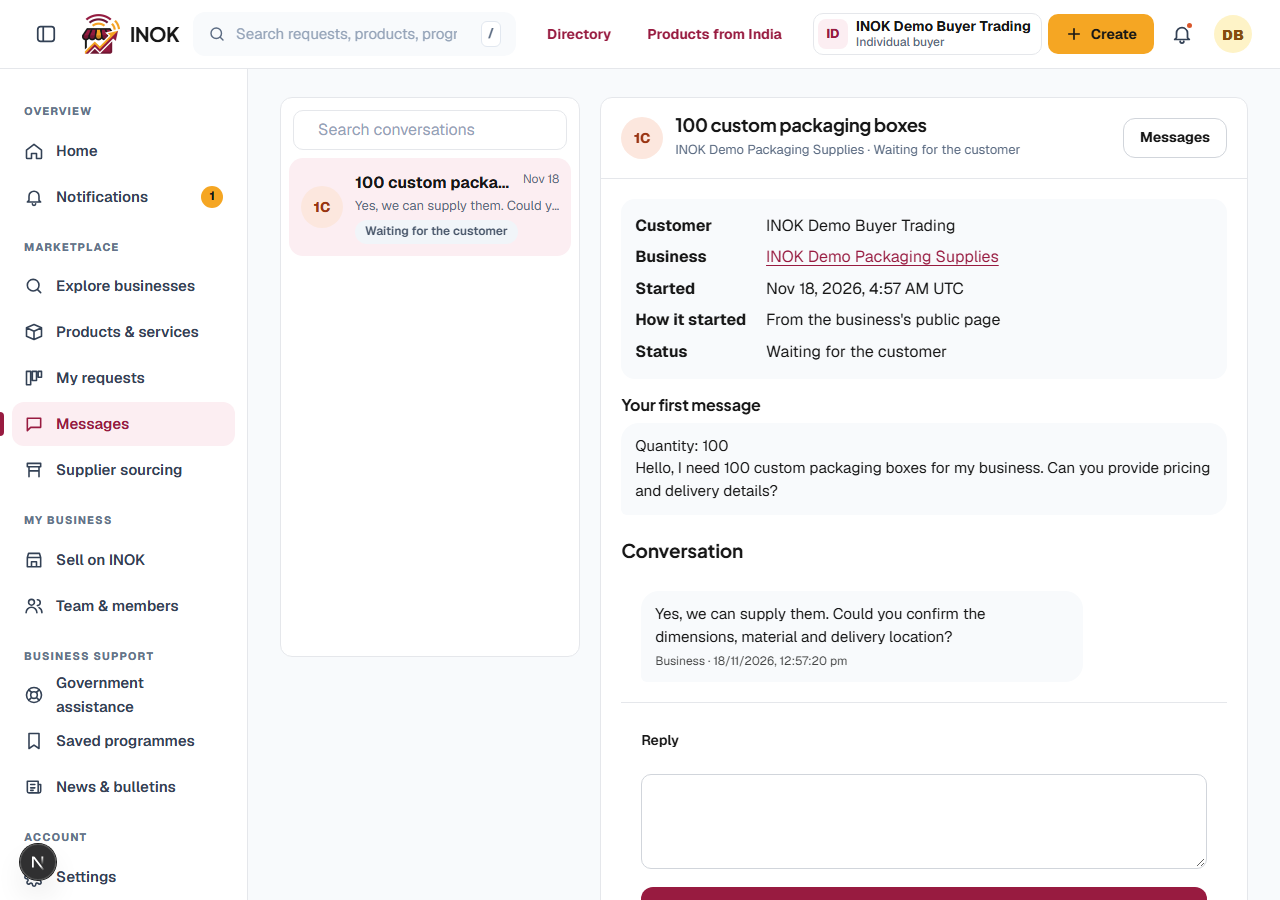 INOK
Search requests, products, progr
/
Directory
Products from India
ID
INOK Demo Buyer Trading
Individual buyer
Create
DB
OVERVIEW
Home
Notifications
1
MARKETPLACE
Explore businesses
Products & services
My requests
Messages
Supplier sourcing
MY BUSINESS
Sell on INOK
Team & members
BUSINESS SUPPORT
Government
assistance
Saved programmes
News & bulletins
ACCOUNT
N
Settings
Search conversations
1C
100 custom packa...
Nov 18
Yes, we can supply them. Could y...
Waiting for the customer
1C
100 custom packaging boxes
INOK Demo Packaging Supplies · Waiting for the customer
Messages
Customer INOK Demo Buyer Trading
Business INOK Demo Packaging Supplies
Started Nov 18, 2026, 4:57 AM UTC
How it started From the business's public page
Status Waiting for the customer
Your first message
Quantity: 100
Hello, I need 100 custom packaging boxes for my business. Can you provide pricing
and delivery details?
Conversation
Yes, we can supply them. Could you confirm the
dimensions, material and delivery location?
Business · 18/11/2026, 12:57:20 pm
Reply